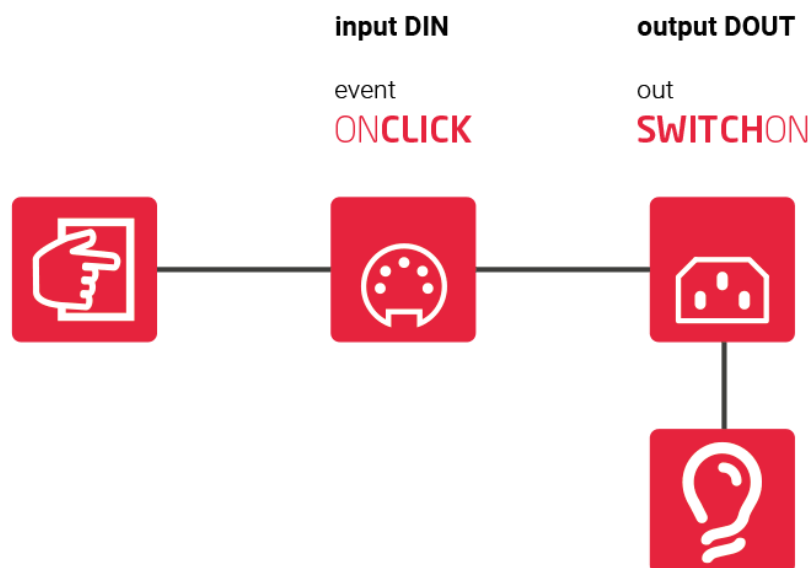 input DIN
output DOUT
event
out
ONCLICK
SWITCHON